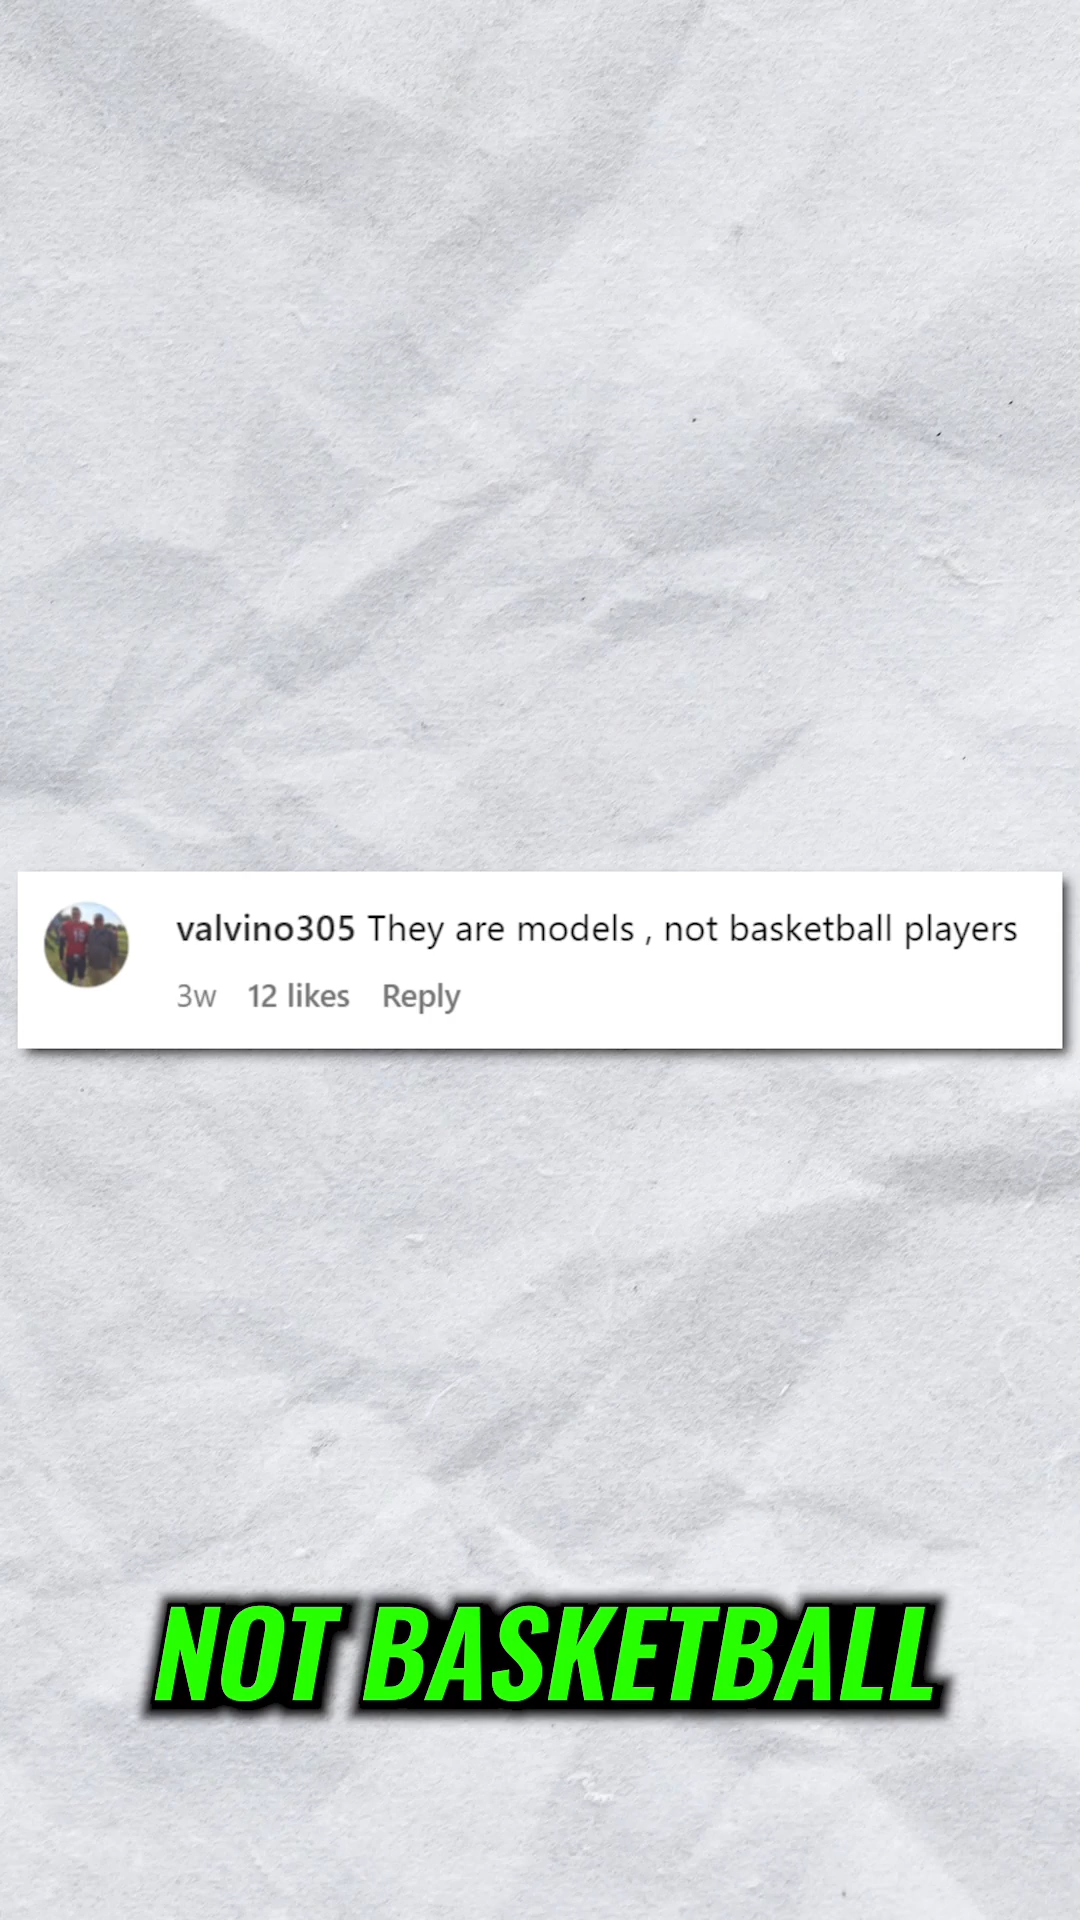 valvino305 They are models , not basketball players
3w 12 likes Reply
NOT BASKETBALL